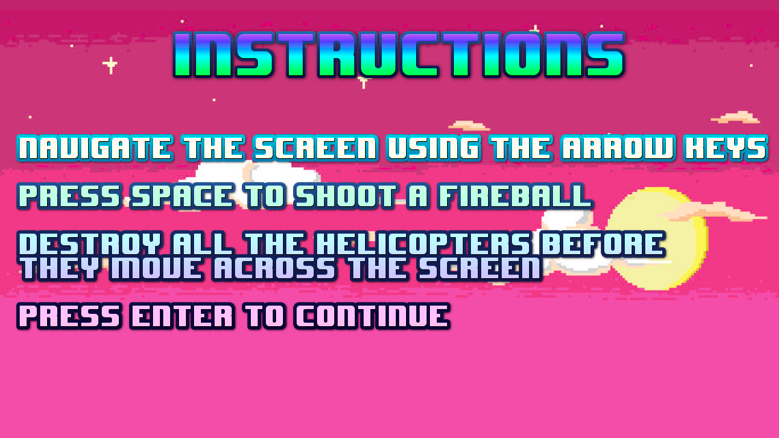 INSTRUCTIONS
NAVIGATE THE SCREEN USING THE ARROW KEYS
PRESS SPACE TO SHOOT A FIREBALL
DESTROY ALL THE HELICOPTERS BEFORE
THEY MOVE ACROSS THE SCREEN
PRESS ENTER TO CONTINUE